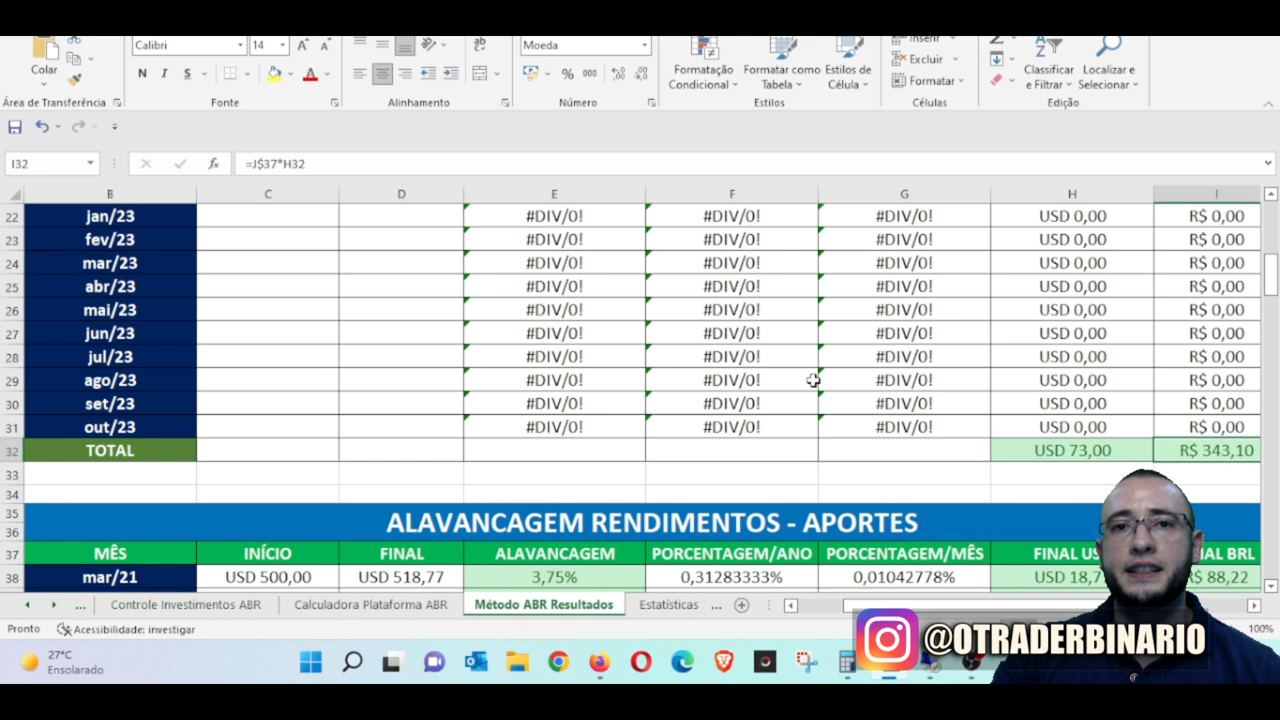 Calibri 14 Moeda
Inserir
Colar N I S % 000 Formatação Formatar como Estilos de Excluir Classificar Localizar e
Condicional Tabela Célula Formatar e Filtrar Selecionar
Área de Transferência Fonte Alinhamento Número Estilos Células Edição
I32 fx =J$37*H32
B C D E F G H I
22 jan/23 #DIV/0! #DIV/0! #DIV/0! USD 0,00 R$ 0,00
23 fev/23 #DIV/0! #DIV/0! #DIV/0! USD 0,00 R$ 0,00
24 mar/23 #DIV/0! #DIV/0! #DIV/0! USD 0,00 R$ 0,00
25 abr/23 #DIV/0! #DIV/0! #DIV/0! USD 0,00 R$ 0,00
26 mai/23 #DIV/0! #DIV/0! #DIV/0! USD 0,00 R$ 0,00
27 jun/23 #DIV/0! #DIV/0! #DIV/0! USD 0,00 R$ 0,00
28 jul/23 #DIV/0! #DIV/0! #DIV/0! USD 0,00 R$ 0,00
29 ago/23 #DIV/0! #DIV/0! #DIV/0! USD 0,00 R$ 0,00
30 set/23 #DIV/0! #DIV/0! #DIV/0! USD 0,00 R$ 0,00
31 out/23 #DIV/0! #DIV/0! #DIV/0! USD 0,00 R$ 0,00
32 TOTAL USD 73,00 R$ 343,10
33
34
35
ALAVANCAGEM RENDIMENTOS - APORTES
36
37 MÊS INÍCIO FINAL ALAVANCAGEM PORCENTAGEM/ANO PORCENTAGEM/MÊS FINAL BRL
38 mar/21 USD 500,00 USD 518,77 3,75% 0,31283333% 0,01042778% USD R$ 88,22
... Controle Investimentos ABR Calculadora Plataforma ABR Método ABR Resultados Estatísticas ...
Pronto Acessibilidade: investigar 100%
@OTRADERBINARIO
27°C
Ensolarado